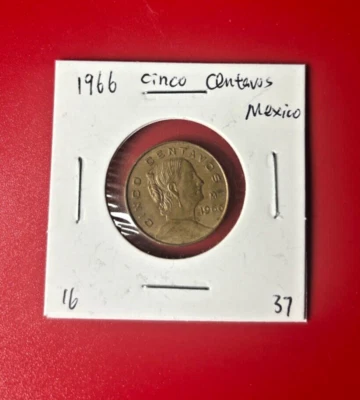 1966 cinco centavos
Mexico
CINCO CENTAVOS
1966
16
37